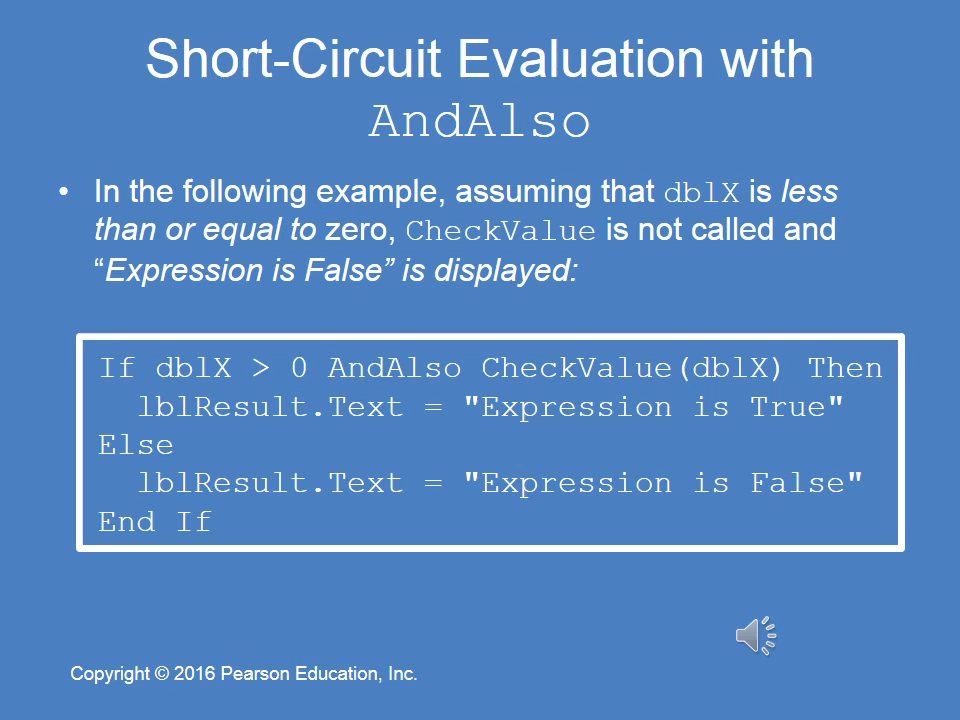 Short-Circuit Evaluation with
AndAlso
• In the following example, assuming that dblX is less
than or equal to zero, CheckValue is not called and
“Expression is False” is displayed:
If dblX > 0 AndAlso CheckValue(dblX) Then
  lblResult.Text = "Expression is True"
Else
  lblResult.Text = "Expression is False"
End If
Copyright © 2016 Pearson Education, Inc.